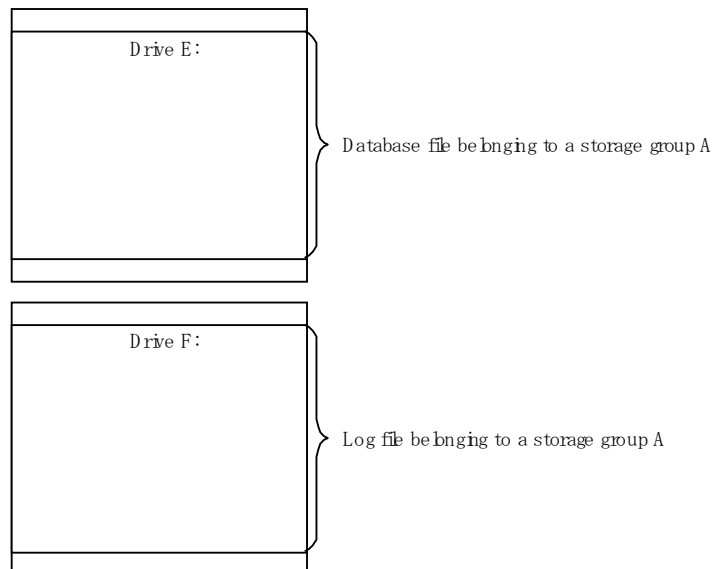 Drive E:
Database file belonging to a storage group A
Drive F:
Log file belonging to a storage group A